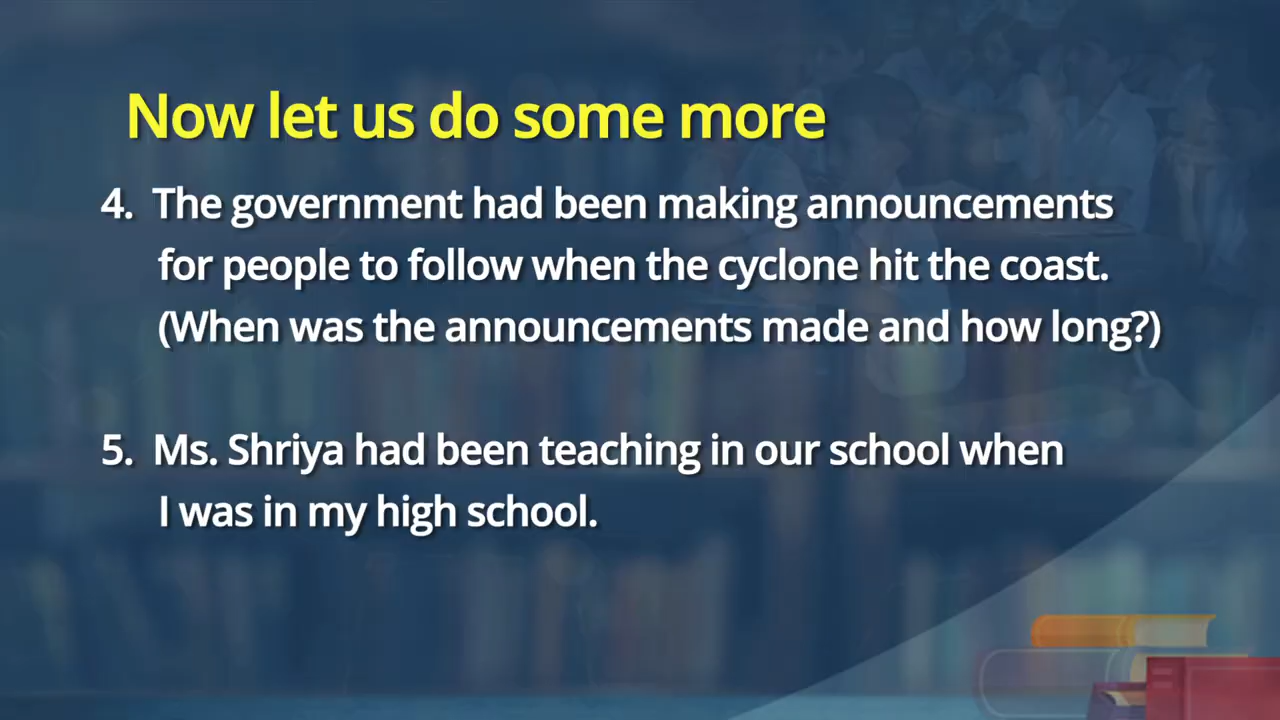 Now let us do some more
4. The government had been making announcements
for people to follow when the cyclone hit the coast.
(When was the announcements made and how long?)
5. Ms. Shriya had been teaching in our school when
I was in my high school.